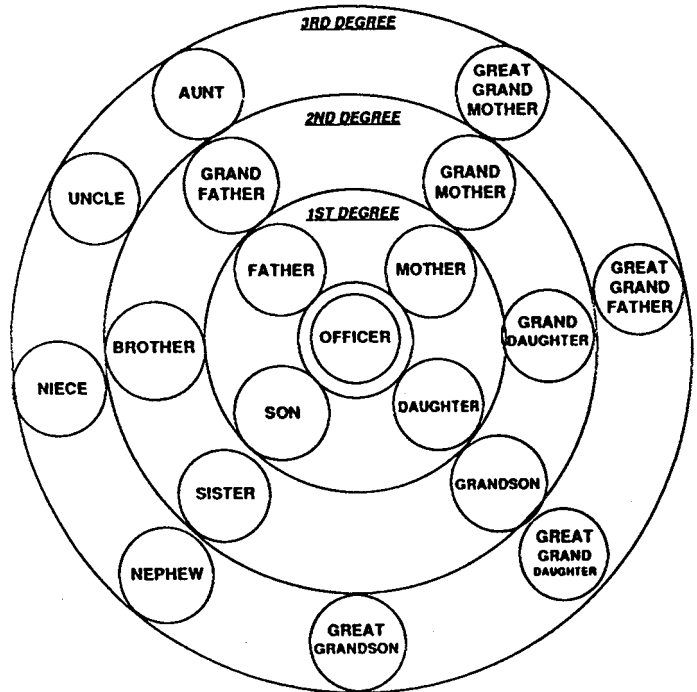 3RD DEGREE
AUNT
GREAT
GRAND
MOTHER
2ND DEGREE
GRAND
FATHER
GRAND
MOTHER
UNCLE
1ST DEGREE
FATHER
MOTHER
GREAT
GRAND
FATHER
OFFICER
GRAND
DAUGHTER
BROTHER
NIECE
SON
DAUGHTER
SISTER
GRANDSON
GREAT
GRAND
DAUGHTER
NEPHEW
GREAT
GRANDSON